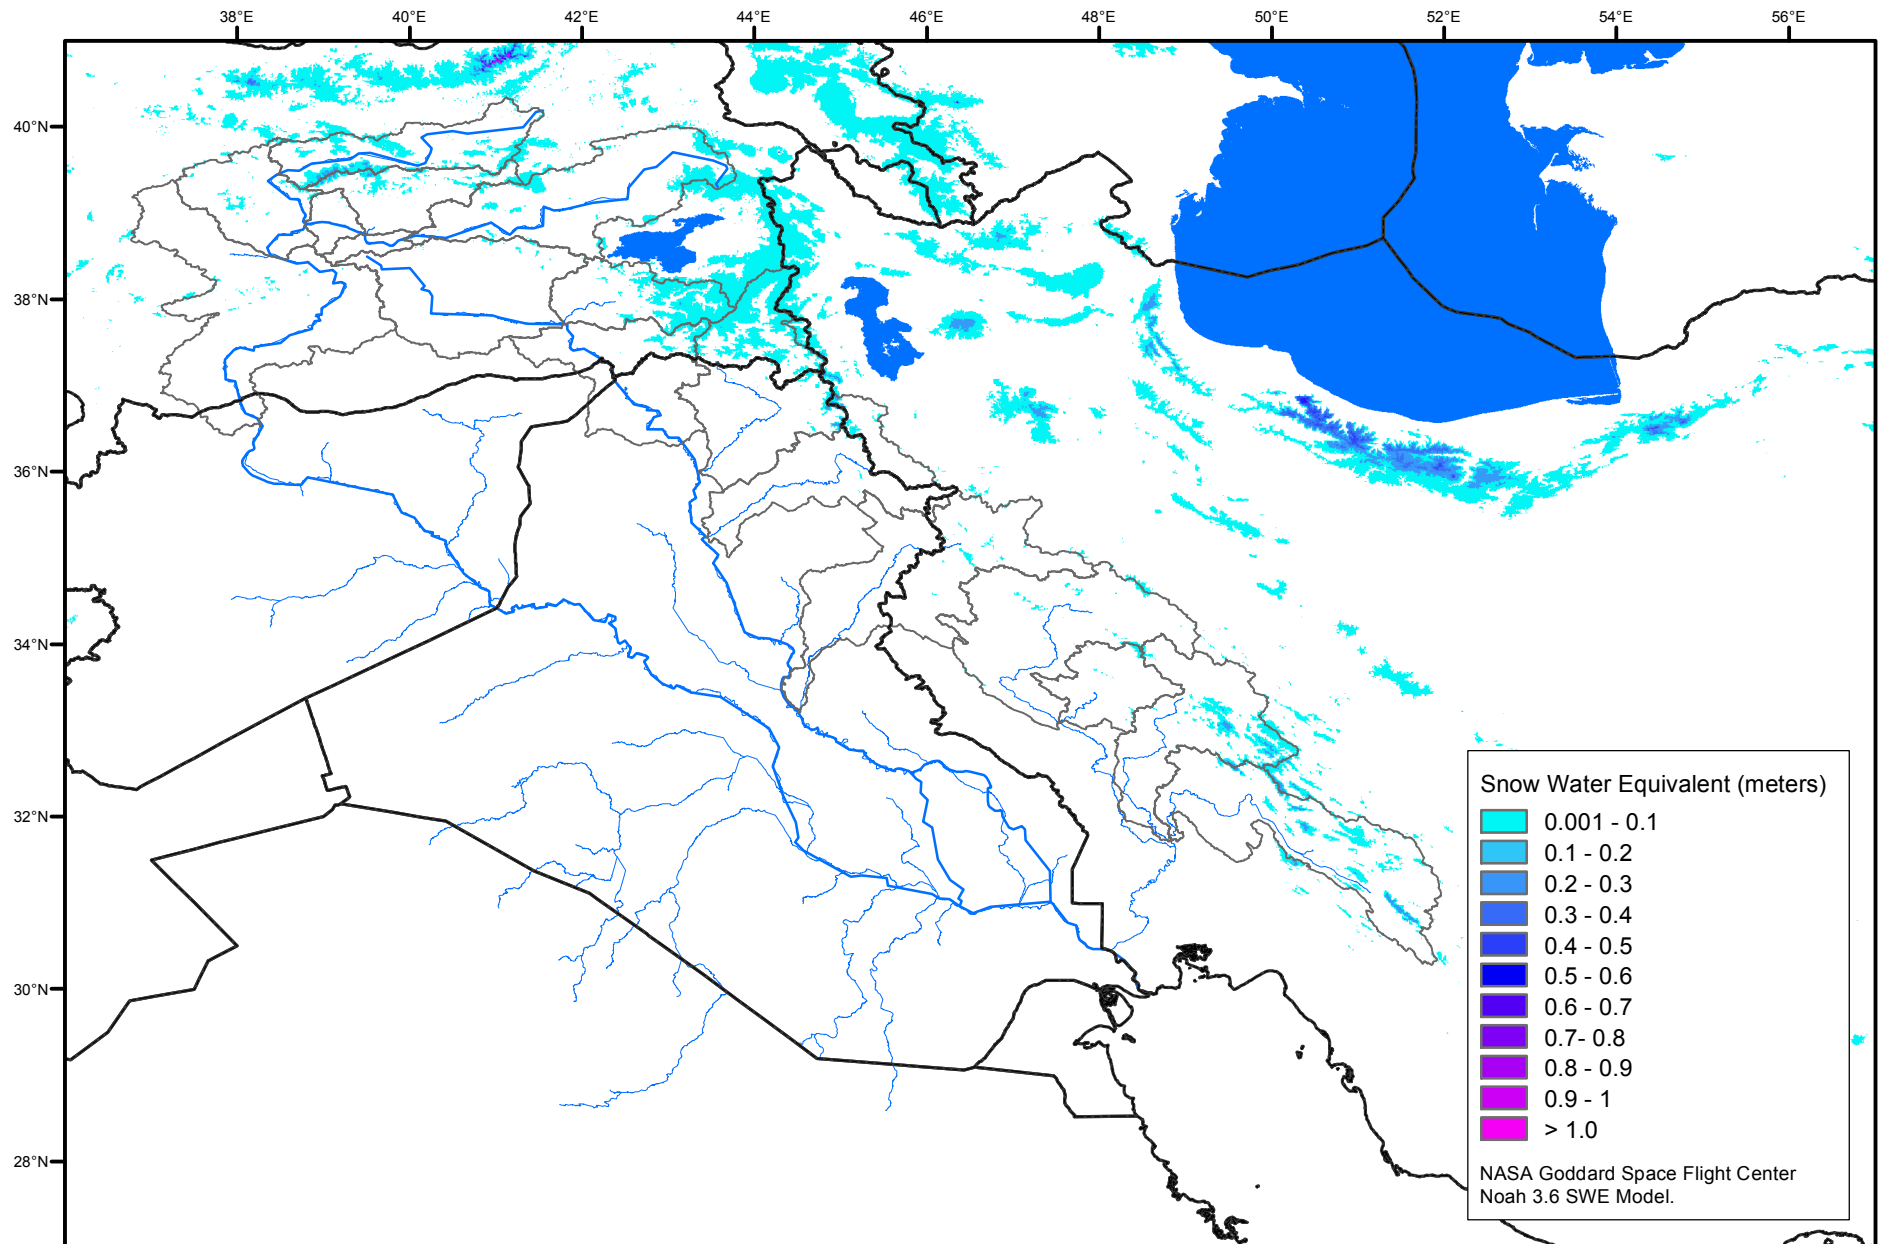 38°E 40°E 42°E 44°E 46°E 48°E 50°E 52°E 54°E 56°E
40°N
38°N
36°N
34°N
32°N
30°N
28°N
Snow Water Equivalent (meters)
0.001 - 0.1
0.1 - 0.2
0.2 - 0.3
0.3 - 0.4
0.4 - 0.5
0.5 - 0.6
0.6 - 0.7
0.7- 0.8
0.8 - 0.9
0.9 - 1
> 1.0
NASA Goddard Space Flight Center
Noah 3.6 SWE Model.